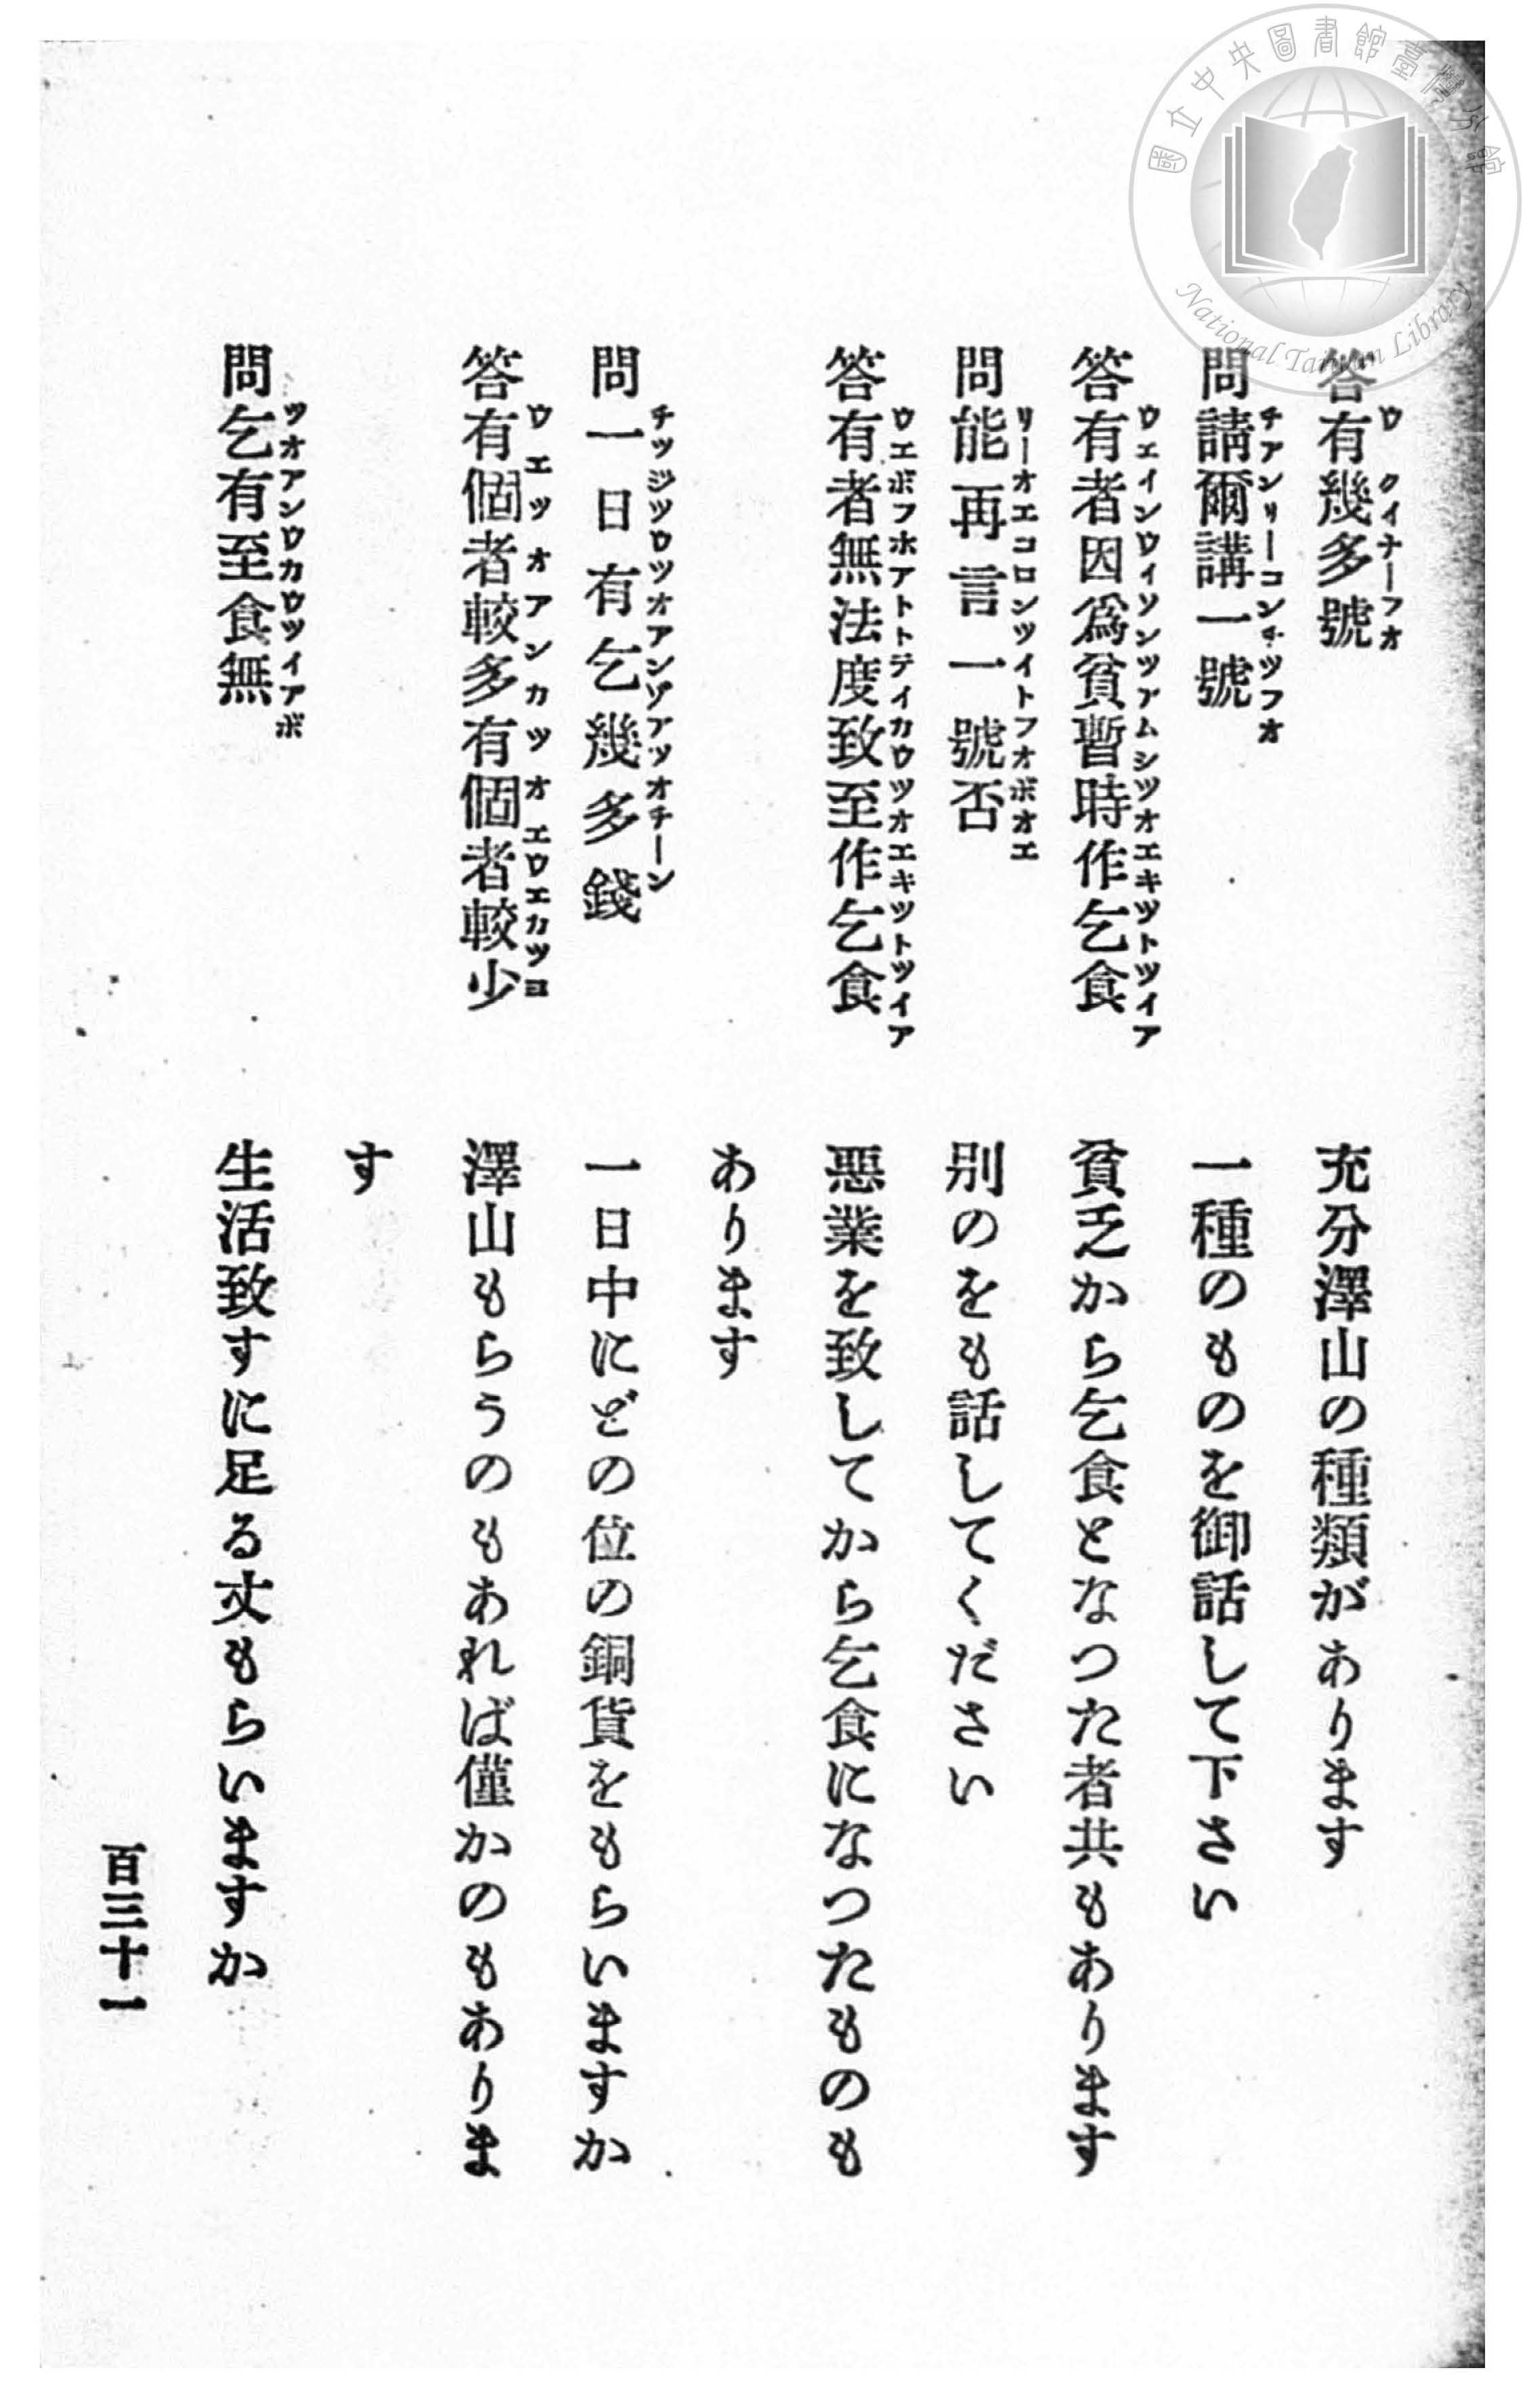 國立中央圖書館臺灣分館
National Taiwan Library
答有幾多號
ウクイナーフオ
充分澤山の種類があります
問請爾講一號
チアンリーコンチツフオ
一種のものを御話して下さい
答有者因爲貧暫時作乞食
ウエインウイソンツアムシツオエキツトツイア
貧乏から乞食となつた者共もあります
問能再言一號否
リーオエコロンツイトフオボオエ
別のをも話してください
答有者無法度致至作乞食
ウエボフホアトトテイカウツオエキツトツイア
惡業を致してから乞食になつたものも
あります
問一日有乞幾多錢
チツジツウツオアンゾアツオチーン
一日中にどの位の銅貨をもらいますか
答有個者較多有個者較少
ウエツオアンカツオエウエカツヨ
澤山もらうのもあれば僅かのもありま
す
問乞有至食無
ツオアンウカウツイアボ
生活致すに足る丈もらいますか
百三十一